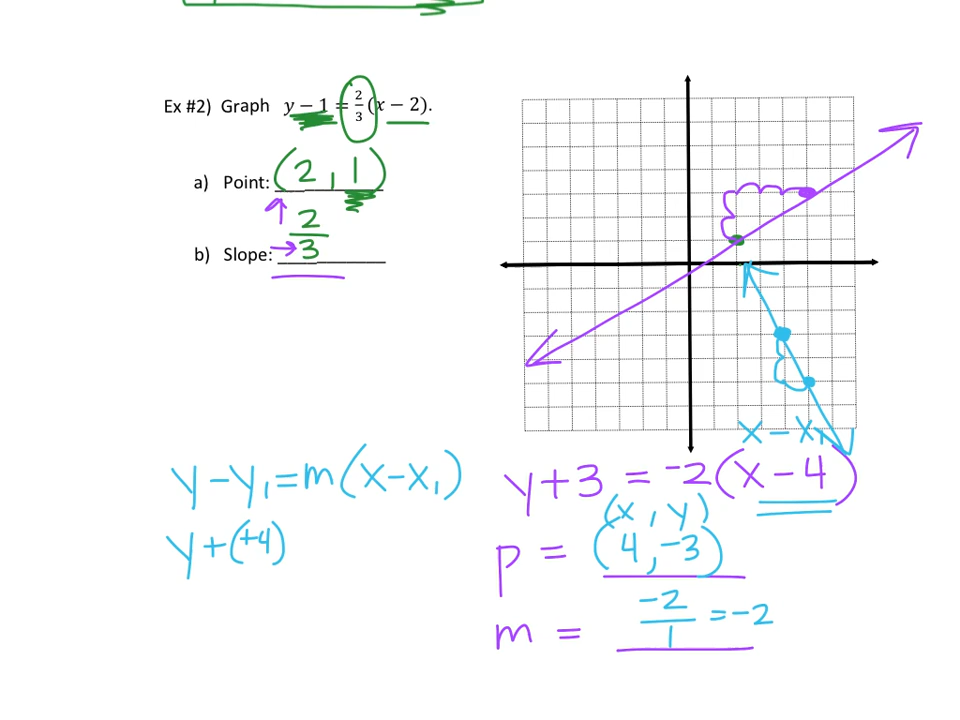 Ex #2) Graph y − 1 = 2/3 (x − 2).
a) Point: (2, 1)
b) Slope: 2/3
x − x₁
y − y₁ = m(x − x₁)
y + 3 = -2(x − 4)
y + (+4)
(x, y)
p = (4, -3)
m = -2/1 = -2